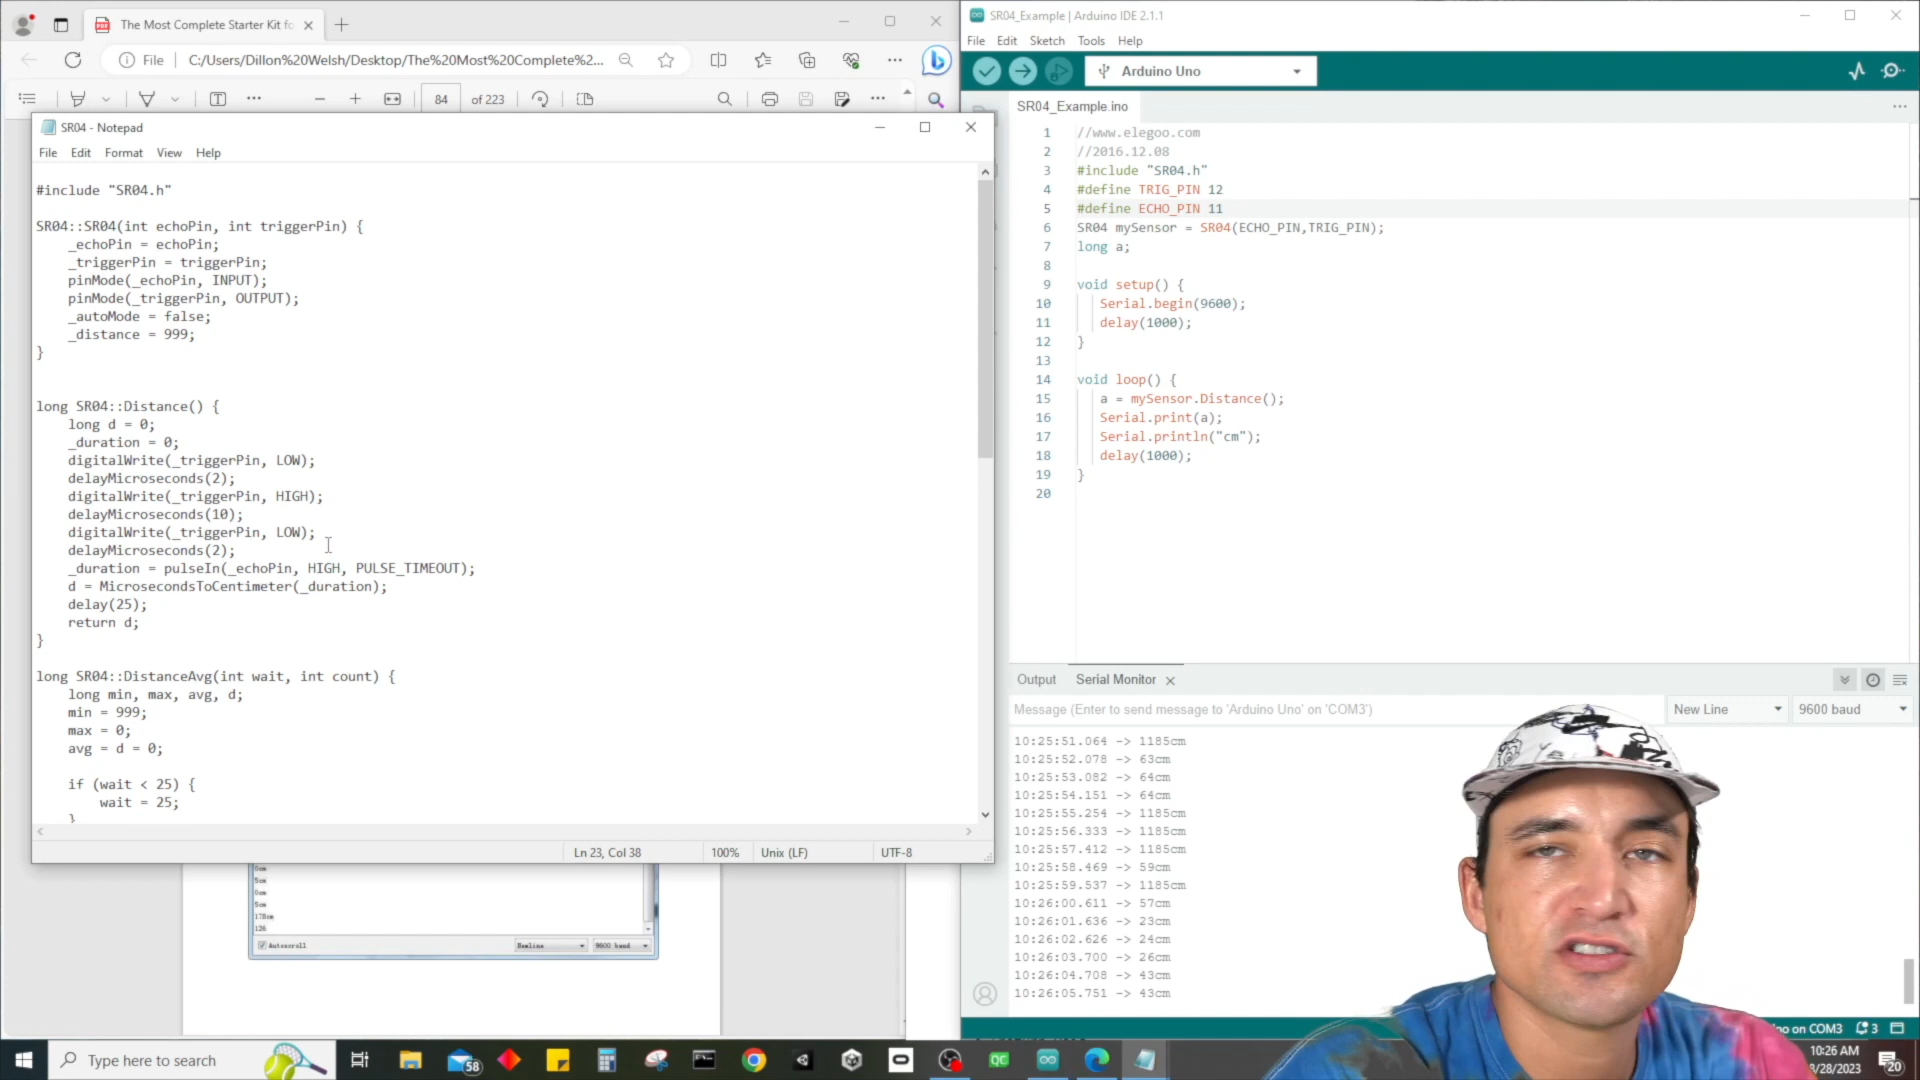 The Most Complete Starter Kit fo
File
C:/Users/Dillon%20Welsh/Desktop/The%20Most%20Complete%2...
84 of 223
SR04 - Notepad
File Edit Format View Help
#include "SR04.h"
SR04::SR04(int echoPin, int triggerPin) {
_echoPin = echoPin;
_triggerPin = triggerPin;
pinMode(_echoPin, INPUT);
pinMode(_triggerPin, OUTPUT);
_autoMode = false;
_distance = 999;
}
long SR04::Distance() {
long d = 0;
_duration = 0;
digitalWrite(_triggerPin, LOW);
delayMicroseconds(2);
digitalWrite(_triggerPin, HIGH);
delayMicroseconds(10);
digitalWrite(_triggerPin, LOW);
delayMicroseconds(2);
_duration = pulseIn(_echoPin, HIGH, PULSE_TIMEOUT);
d = MicrosecondsToCentimeter(_duration);
delay(25);
return d;
}
long SR04::DistanceAvg(int wait, int count) {
long min, max, avg, d;
min = 999;
max = 0;
avg = d = 0;
if (wait < 25) {
wait = 25;
}
Ln 23, Col 38 100% Unix (LF) UTF-8
5cm
5cm
178cm
126
Autoscroll Newline 9600 baud
SR04_Example | Arduino IDE 2.1.1
File Edit Sketch Tools Help
Arduino Uno
SR04_Example.ino
1 //www.elegoo.com
2 //2016.12.08
3 #include "SR04.h"
4 #define TRIG_PIN 12
5 #define ECHO_PIN 11
6 SR04 mySensor = SR04(ECHO_PIN,TRIG_PIN);
7 long a;
8
9 void setup() {
10 Serial.begin(9600);
11 delay(1000);
12 }
13
14 void loop() {
15 a = mySensor.Distance();
16 Serial.print(a);
17 Serial.println("cm");
18 delay(1000);
19 }
20
Output Serial Monitor
Message (Enter to send message to 'Arduino Uno' on 'COM3')
New Line 9600 baud
10:25:51.064 -> 1185cm
10:25:52.078 -> 63cm
10:25:53.082 -> 64cm
10:25:54.151 -> 64cm
10:25:55.254 -> 1185cm
10:25:56.333 -> 1185cm
10:25:57.412 -> 1185cm
10:25:58.469 -> 59cm
10:25:59.537 -> 1185cm
10:26:00.611 -> 57cm
10:26:01.636 -> 23cm
10:26:02.626 -> 24cm
10:26:03.700 -> 26cm
10:26:04.708 -> 43cm
10:26:05.751 -> 43cm
no on COM3 3
Type here to search
58
QC
10:26 AM
/28/2023
20